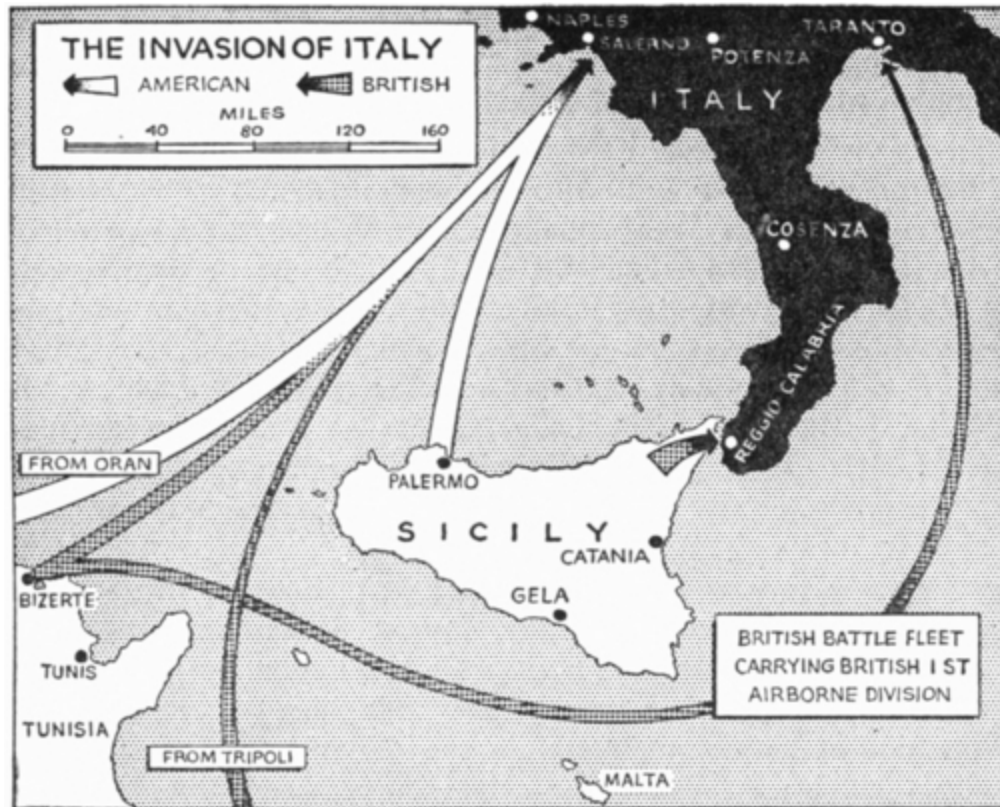 THE INVASION OF ITALY
AMERICAN BRITISH
MILES
0 40 80 120 160
NAPLES
SALERNO
POTENZA
TARANTO
ITALY
COSENZA
REGGIO CALABRIA
FROM ORAN
PALERMO
SICILY
CATANIA
GELA
BIZERTE
TUNIS
TUNISIA
FROM TRIPOLI
MALTA
BRITISH BATTLE FLEET
CARRYING BRITISH 1ST
AIRBORNE DIVISION